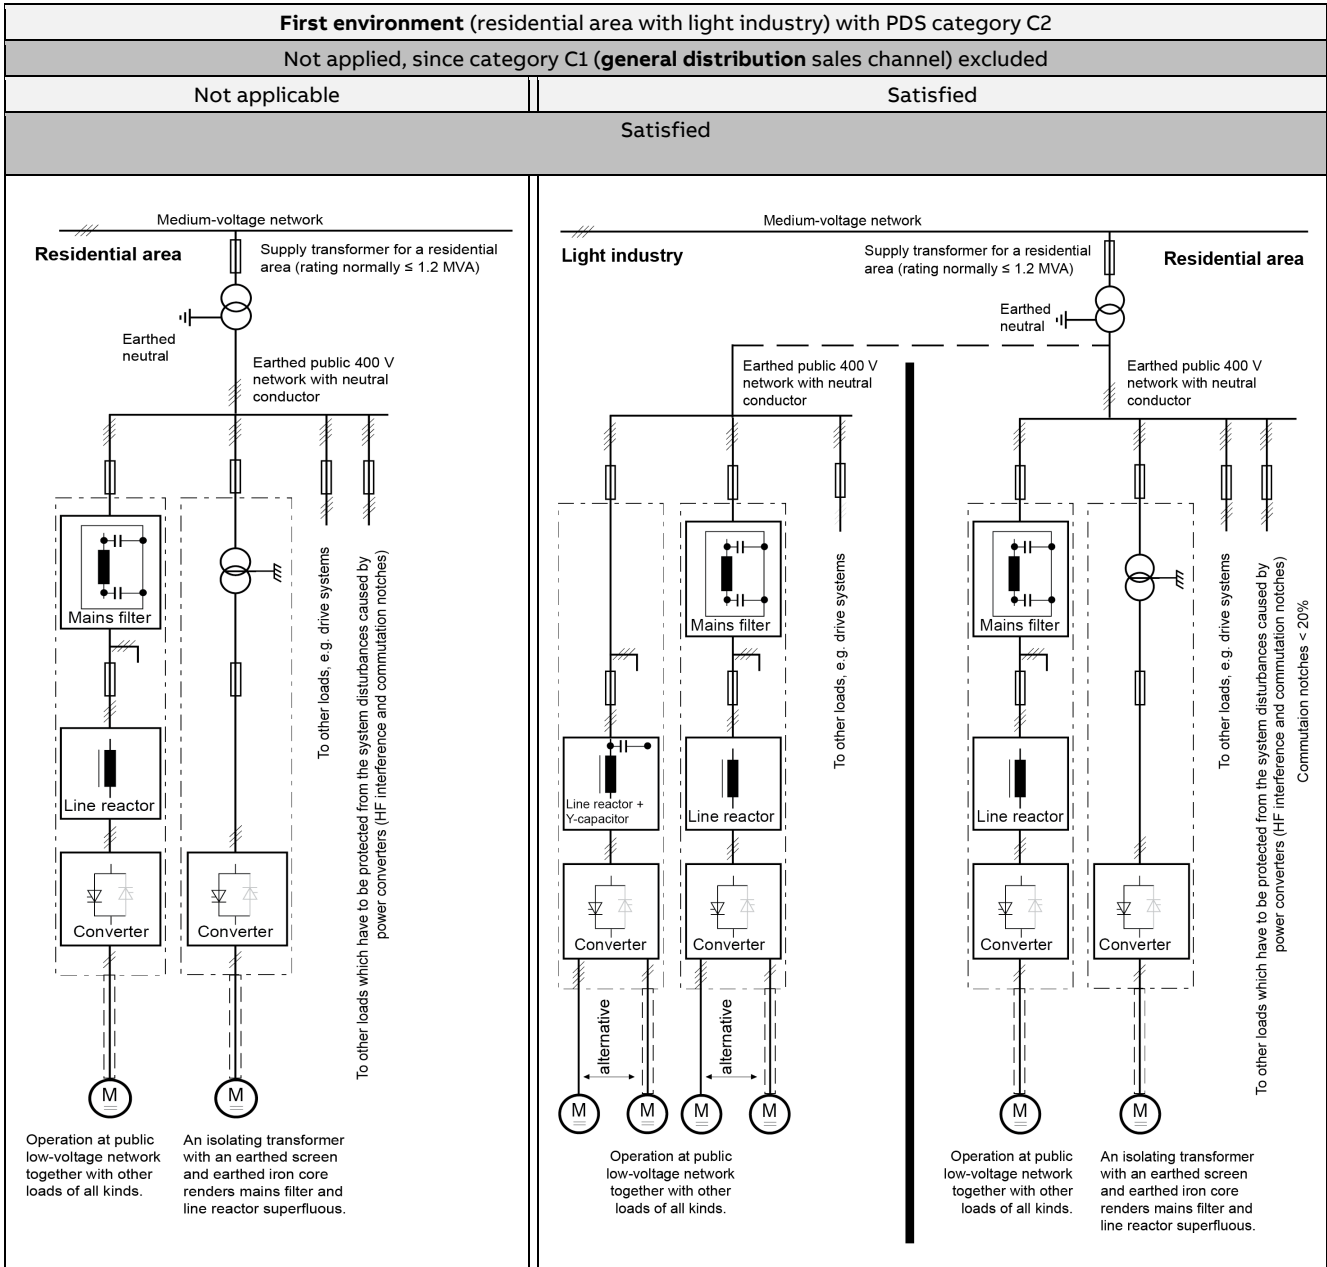 First environment (residential area with light industry) with PDS category C2
Not applied, since category C1 (general distribution sales channel) excluded
Not applicable
Satisfied
Satisfied
Medium-voltage network
Residential area
Supply transformer for a residential
area (rating normally ≤ 1.2 MVA)
Earthed
neutral
Earthed public 400 V
network with neutral
conductor
Mains filter
Line reactor
Converter
Converter
To other loads, e.g. drive systems
To other loads which have to be protected from the system disturbances caused by
power converters (HF interference and commutation notches)
M
M
Operation at public
low-voltage network
together with other
loads of all kinds.
An isolating transformer
with an earthed screen
and earthed iron core
renders mains filter and
line reactor superfluous.
Medium-voltage network
Light industry
Supply transformer for a residential
area (rating normally ≤ 1.2 MVA)
Residential area
Earthed
neutral
Earthed public 400 V
network with neutral
conductor
Mains filter
Line reactor +
Y-capacitor
Line reactor
Converter
Converter
To other loads, e.g. drive systems
alternative
alternative
M
M
M
M
Operation at public
low-voltage network
together with other
loads of all kinds.
Earthed public 400 V
network with neutral
conductor
Mains filter
Line reactor
Converter
Converter
To other loads, e.g. drive systems
To other loads which have to be protected from the system disturbances caused by
power converters (HF interference and commutation notches)
Commutaion notches < 20%
M
M
Operation at public
low-voltage network
together with other
loads of all kinds.
An isolating transformer
with an earthed screen
and earthed iron core
renders mains filter and
line reactor superfluous.